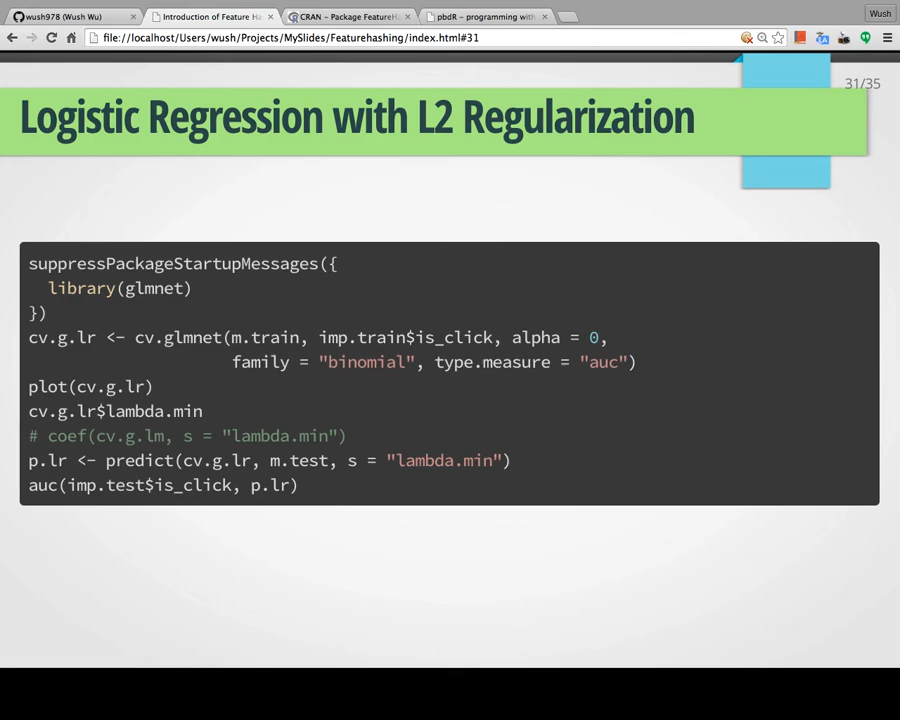 wush978 (Wush Wu)
Introduction of Feature Ha
CRAN - Package FeatureH
pbdR - programming with
Wush
file://localhost/Users/wush/Projects/MySlides/Featurehashing/index.html#31
31/35
Logistic Regression with L2 Regularization
suppressPackageStartupMessages({
  library(glmnet)
})
cv.g.lr <- cv.glmnet(m.train, imp.train$is_click, alpha = 0,
                     family = "binomial", type.measure = "auc")
plot(cv.g.lr)
cv.g.lr$lambda.min
# coef(cv.g.lm, s = "lambda.min")
p.lr <- predict(cv.g.lr, m.test, s = "lambda.min")
auc(imp.test$is_click, p.lr)